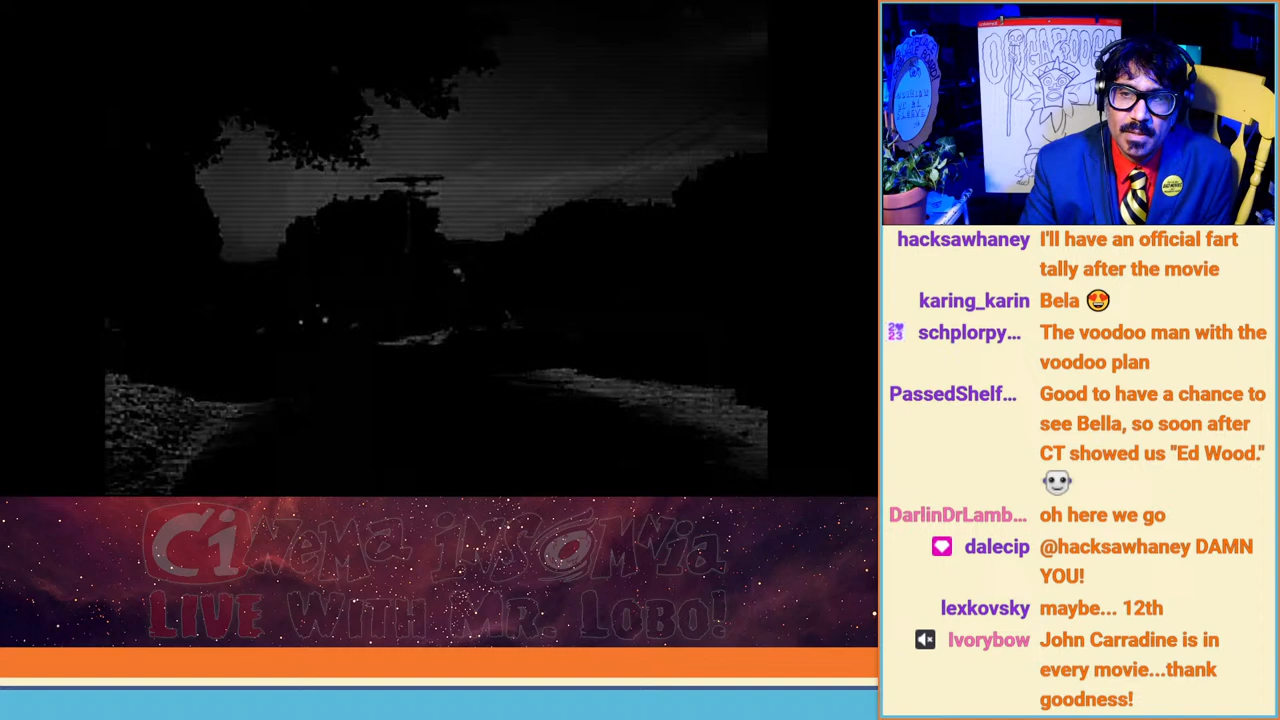 CiNEMA iNSOMNiA
LIVE WITH MR. LOBO!
hacksawhaney I'll have an official fart
tally after the movie
karing_karin Bela 😍
schplorpy... The voodoo man with the
voodoo plan
PassedShelf... Good to have a chance to
see Bella, so soon after
CT showed us "Ed Wood."
DarlinDrLamb... oh here we go
dalecip @hacksawhaney DAMN
YOU!
lexkovsky maybe... 12th
Ivorybow John Carradine is in
every movie...thank
goodness!